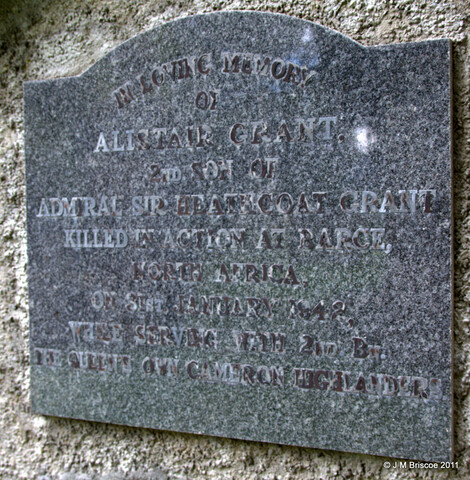 IN LOVING MEMORY
OF
ALISTAIR GRANT.
2ND SON OF
ADMIRAL SIR HEATHCOAT GRANT
KILLED IN ACTION AT BARCE,
NORTH AFRICA,
ON 31ST JANUARY 1942,
WHILE SERVING WITH 2ND BT.
THE QUEEN'S OWN CAMERON HIGHLANDERS
© J M Briscoe 2011